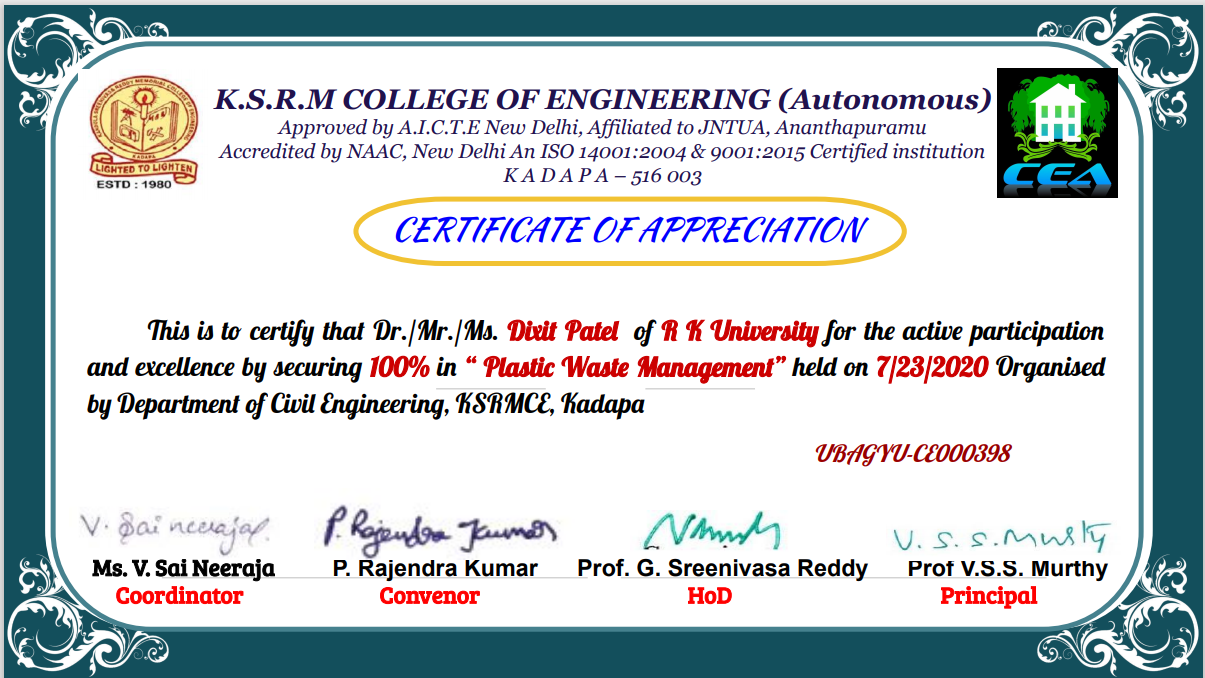 K.S.R.M COLLEGE OF ENGINEERING (Autonomous)
Approved by A.I.C.T.E New Delhi, Affiliated to JNTUA, Ananthapuramu
Accredited by NAAC, New Delhi An ISO 14001:2004 & 9001:2015 Certified institution
K A D A P A – 516 003
KADAPA
LIGHTED TO LIGHTEN
ESTD : 1980
CEA
CERTIFICATE OF APPRECIATION
This is to certify that Dr./Mr./Ms. Dixit Patel of R K University for the active participation
and excellence by securing 100% in “ Plastic Waste Management” held on 7/23/2020 Organised
by Department of Civil Engineering, KSRMCE, Kadapa
UBAGYU-CE000398
V. Sai neeraja
P. Rajendra Kumar
V. S. S. Murthy
Ms. V. Sai Neeraja P. Rajendra Kumar Prof. G. Sreenivasa Reddy Prof V.S.S. Murthy
Coordinator Convenor HoD Principal